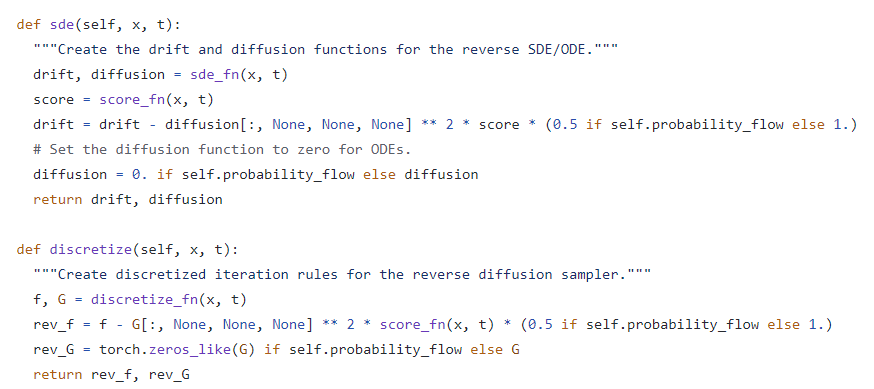 def sde(self, x, t):
"""Create the drift and diffusion functions for the reverse SDE/ODE."""
drift, diffusion = sde_fn(x, t)
score = score_fn(x, t)
drift = drift - diffusion[:, None, None, None] ** 2 * score * (0.5 if self.probability_flow else 1.)
# Set the diffusion function to zero for ODEs.
diffusion = 0. if self.probability_flow else diffusion
return drift, diffusion
def discretize(self, x, t):
"""Create discretized iteration rules for the reverse diffusion sampler."""
f, G = discretize_fn(x, t)
rev_f = f - G[:, None, None, None] ** 2 * score_fn(x, t) * (0.5 if self.probability_flow else 1.)
rev_G = torch.zeros_like(G) if self.probability_flow else G
return rev_f, rev_G